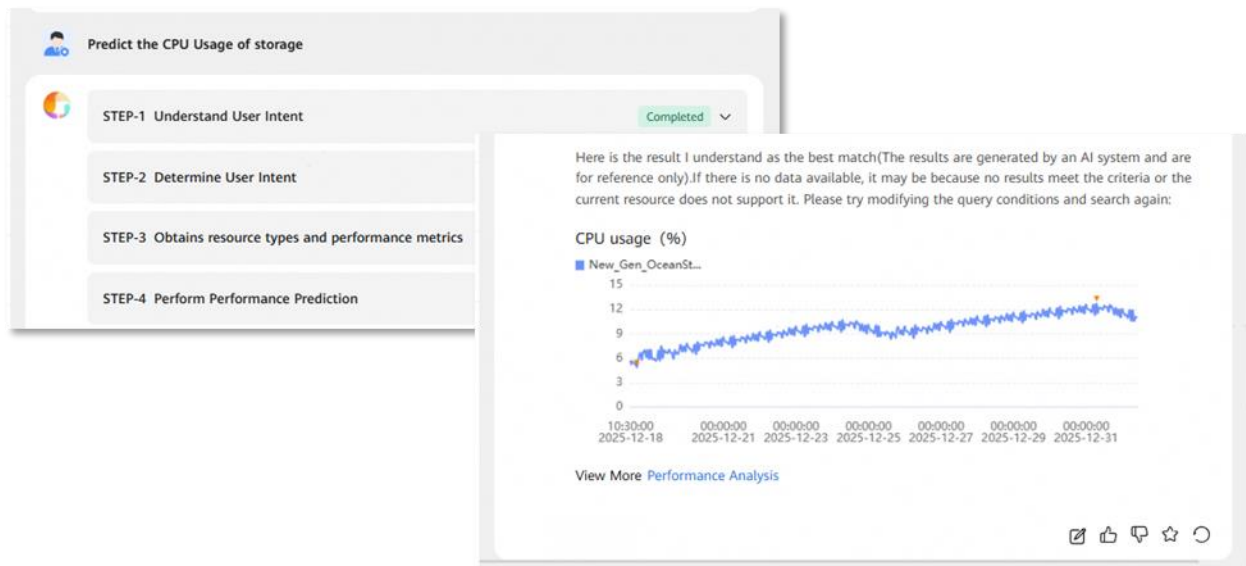 Predict the CPU Usage of storage
STEP-1 Understand User Intent
Completed
STEP-2 Determine User Intent
STEP-3 Obtains resource types and performance metrics
STEP-4 Perform Performance Prediction
Here is the result I understand as the best match(The results are generated by an AI system and are
for reference only).If there is no data available, it may be because no results meet the criteria or the
current resource does not support it. Please try modifying the query conditions and search again:
CPU usage (%)
New_Gen_OceanSt...
15
12
9
6
3
0
10:30:00 00:00:00 00:00:00 00:00:00 00:00:00 00:00:00 00:00:00
2025-12-18 2025-12-21 2025-12-23 2025-12-25 2025-12-27 2025-12-29 2025-12-31
View More Performance Analysis